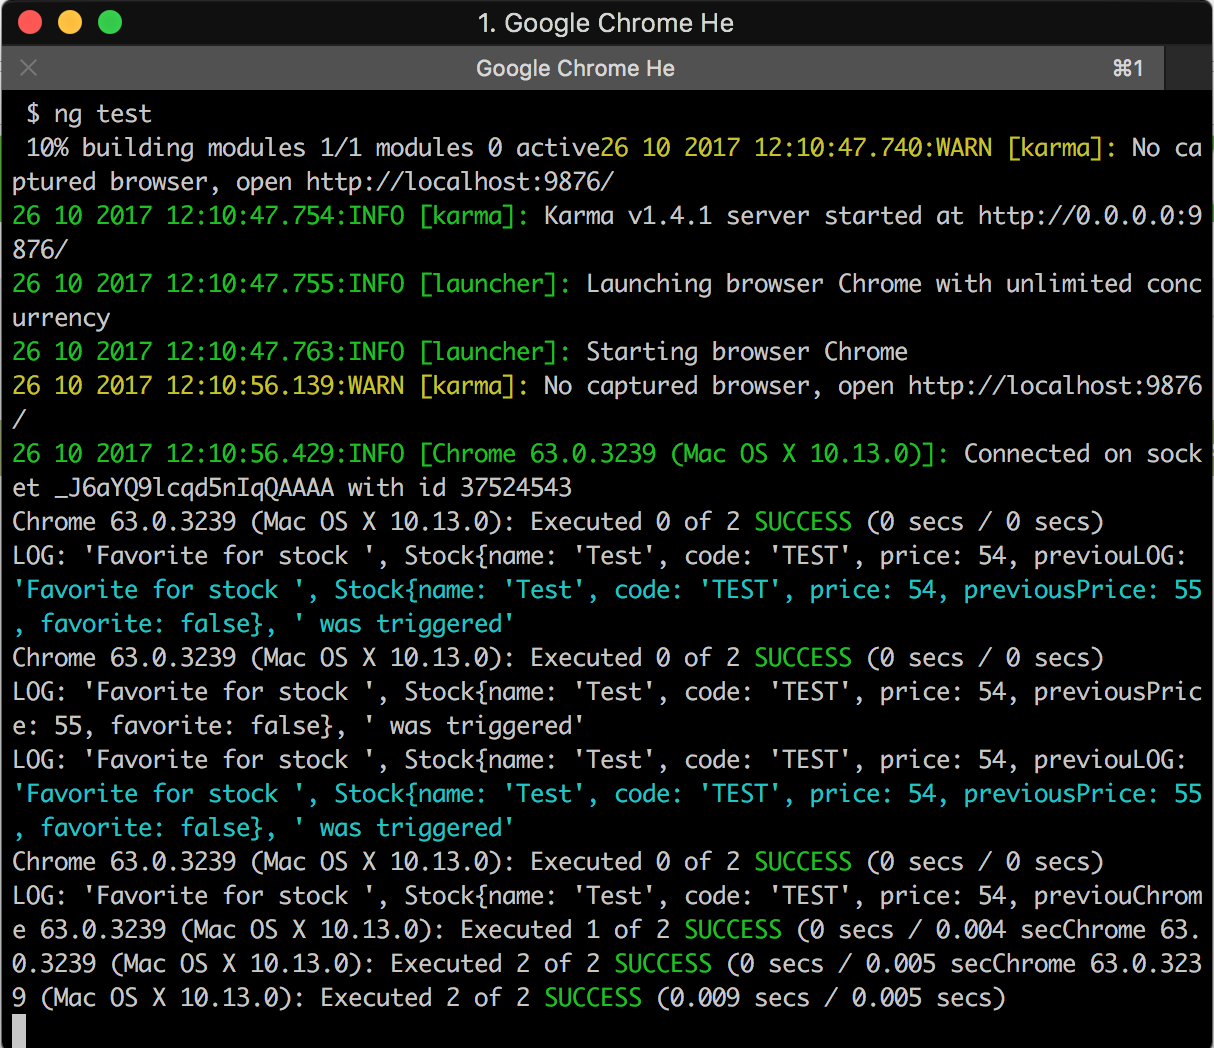 1. Google Chrome He
Google Chrome He ⌘1
$ ng test
10% building modules 1/1 modules 0 active26 10 2017 12:10:47.740:WARN [karma]: No ca
ptured browser, open http://localhost:9876/
26 10 2017 12:10:47.754:INFO [karma]: Karma v1.4.1 server started at http://0.0.0.0:9
876/
26 10 2017 12:10:47.755:INFO [launcher]: Launching browser Chrome with unlimited conc
urrency
26 10 2017 12:10:47.763:INFO [launcher]: Starting browser Chrome
26 10 2017 12:10:56.139:WARN [karma]: No captured browser, open http://localhost:9876
/
26 10 2017 12:10:56.429:INFO [Chrome 63.0.3239 (Mac OS X 10.13.0)]: Connected on sock
et _J6aYQ9lcqd5nIqQAAAA with id 37524543
Chrome 63.0.3239 (Mac OS X 10.13.0): Executed 0 of 2 SUCCESS (0 secs / 0 secs)
LOG: 'Favorite for stock ', Stock{name: 'Test', code: 'TEST', price: 54, previouLOG:
'Favorite for stock ', Stock{name: 'Test', code: 'TEST', price: 54, previousPrice: 55
, favorite: false}, ' was triggered'
Chrome 63.0.3239 (Mac OS X 10.13.0): Executed 0 of 2 SUCCESS (0 secs / 0 secs)
LOG: 'Favorite for stock ', Stock{name: 'Test', code: 'TEST', price: 54, previousPric
e: 55, favorite: false}, ' was triggered'
LOG: 'Favorite for stock ', Stock{name: 'Test', code: 'TEST', price: 54, previouLOG:
'Favorite for stock ', Stock{name: 'Test', code: 'TEST', price: 54, previousPrice: 55
, favorite: false}, ' was triggered'
Chrome 63.0.3239 (Mac OS X 10.13.0): Executed 0 of 2 SUCCESS (0 secs / 0 secs)
LOG: 'Favorite for stock ', Stock{name: 'Test', code: 'TEST', price: 54, previouChrom
e 63.0.3239 (Mac OS X 10.13.0): Executed 1 of 2 SUCCESS (0 secs / 0.004 secChrome 63.
0.3239 (Mac OS X 10.13.0): Executed 2 of 2 SUCCESS (0 secs / 0.005 secChrome 63.0.323
9 (Mac OS X 10.13.0): Executed 2 of 2 SUCCESS (0.009 secs / 0.005 secs)